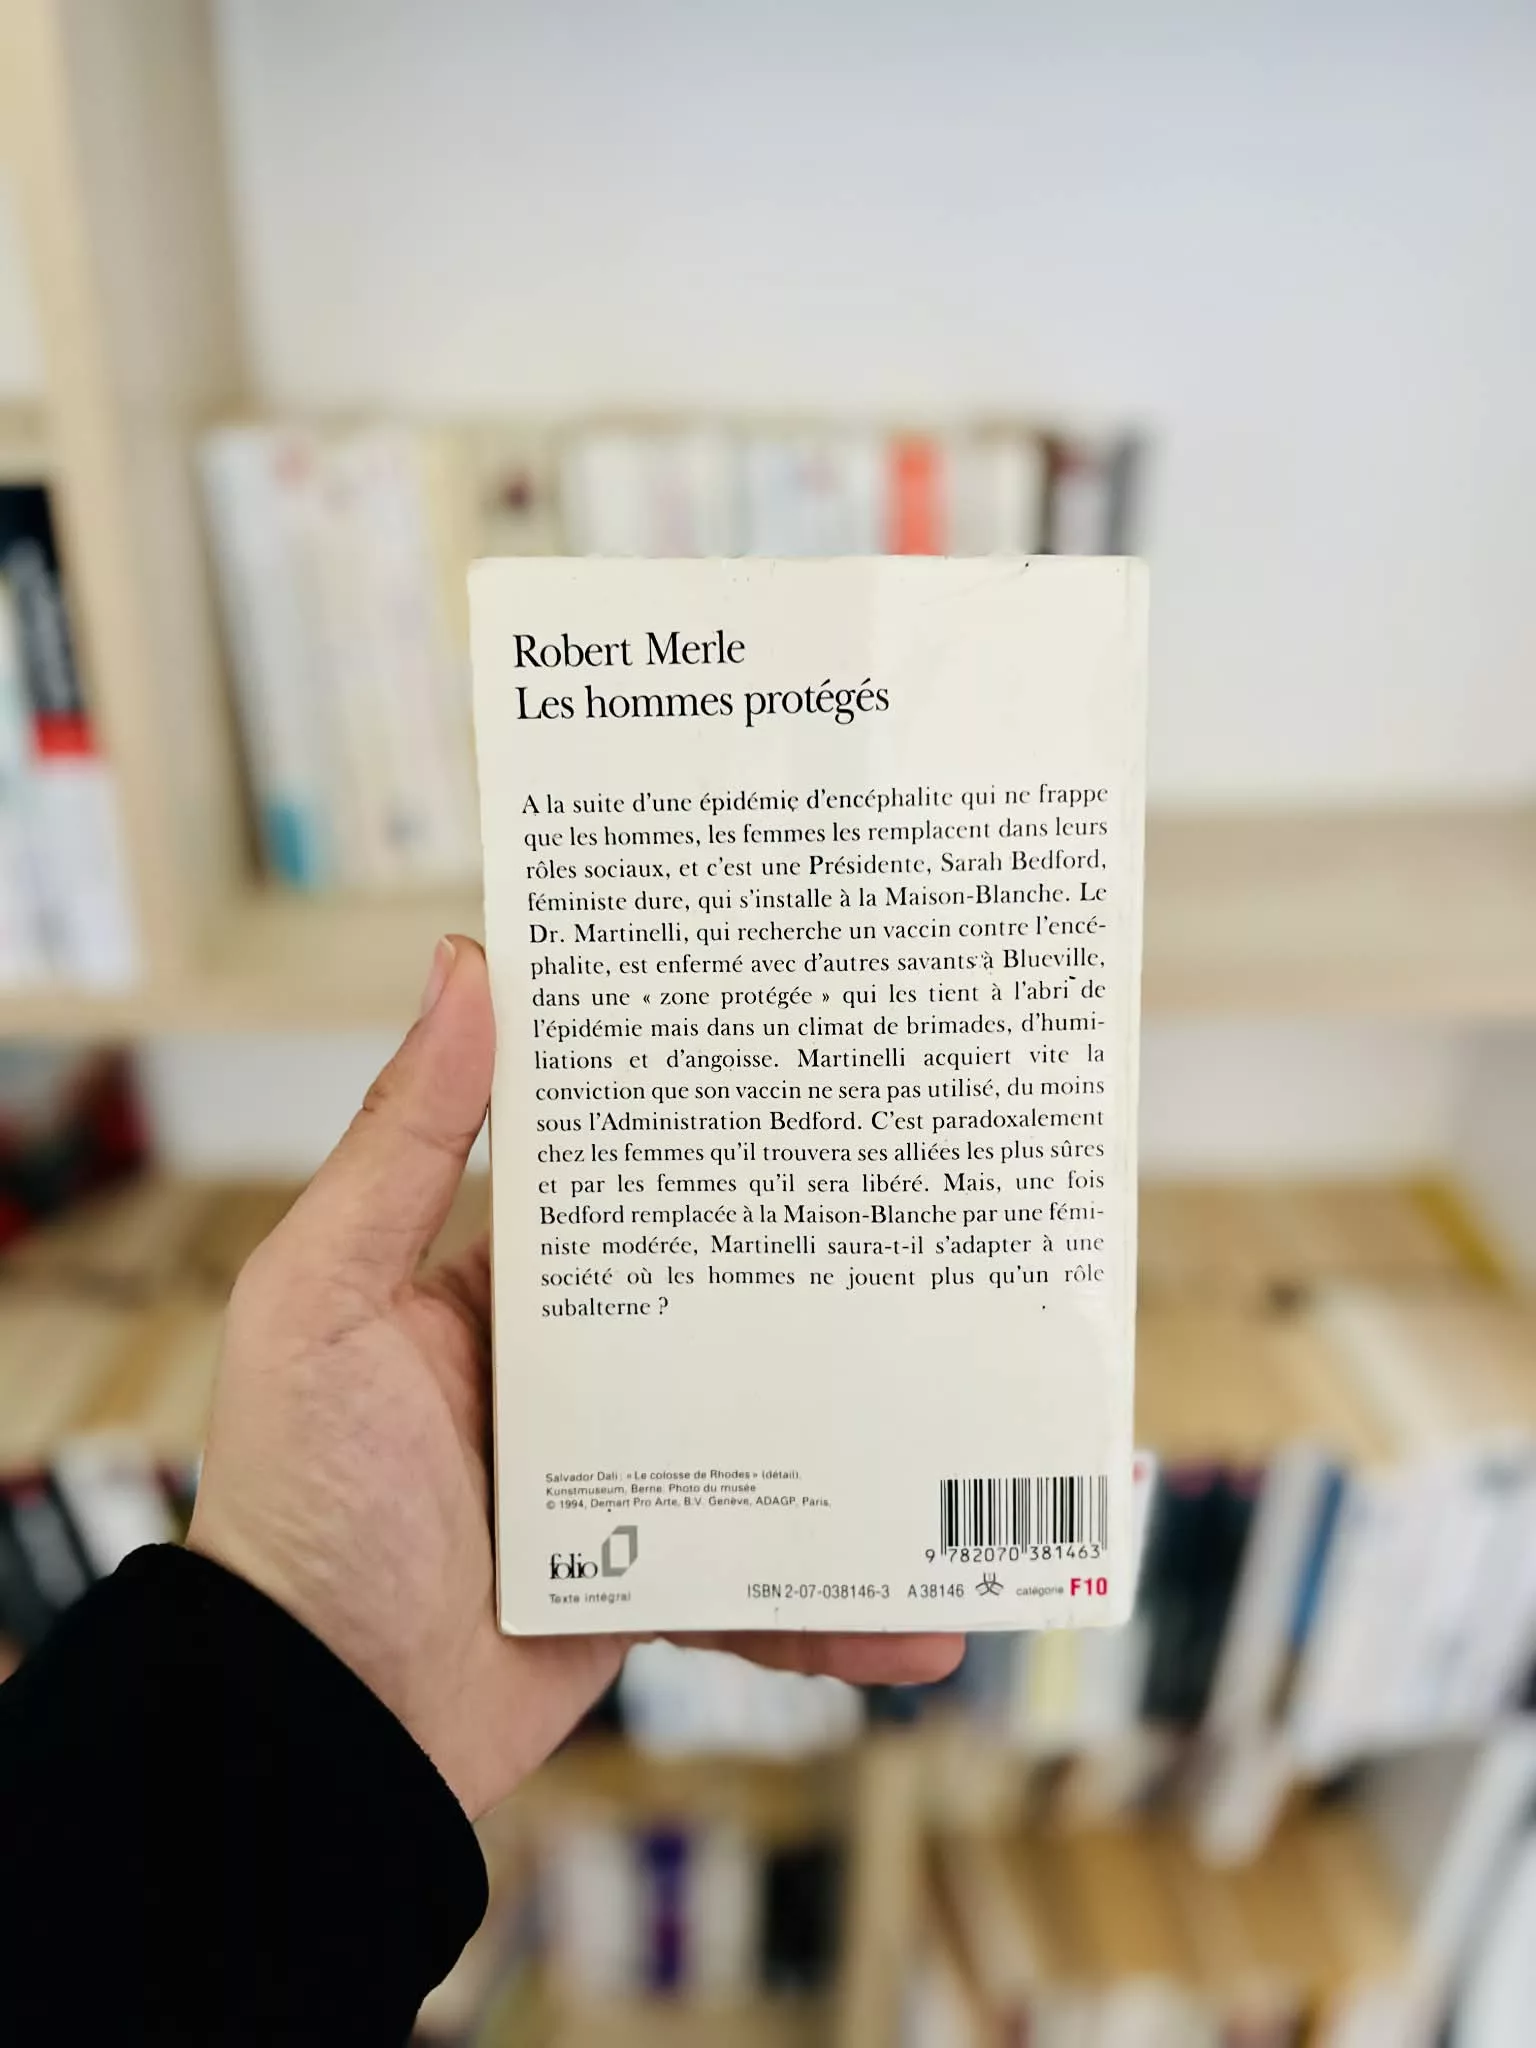 Robert Merle
Les hommes protégés
A la suite d'une épidémie d'encéphalite qui ne frappe
que les hommes, les femmes les remplacent dans leurs
rôles sociaux, et c'est une Présidente, Sarah Bedford,
féministe dure, qui s'installe à la Maison-Blanche. Le
Dr. Martinelli, qui recherche un vaccin contre l'encé-
phalite, est enfermé avec d'autres savants à Blueville,
dans une « zone protégée » qui les tient à l'abri de
l'épidémie mais dans un climat de brimades, d'humi-
liations et d'angoisse. Martinelli acquiert vite la
conviction que son vaccin ne sera pas utilisé, du moins
sous l'Administration Bedford. C'est paradoxalement
chez les femmes qu'il trouvera ses alliées les plus sûres
et par les femmes qu'il sera libéré. Mais, une fois
Bedford remplacée à la Maison-Blanche par une fémi-
niste modérée, Martinelli saura-t-il s'adapter à une
société où les hommes ne jouent plus qu'un rôle
subalterne ?
Salvador Dali : « Le colosse de Rhodes » (détail).
Kunstmuseum, Berne. Photo du musée
© 1994, Demart Pro Arte, B.V. Genève, ADAGP, Paris.
folio
Texte intégral
9 782070 381463
ISBN 2-07-038146-3 A 38146 catégorie F10